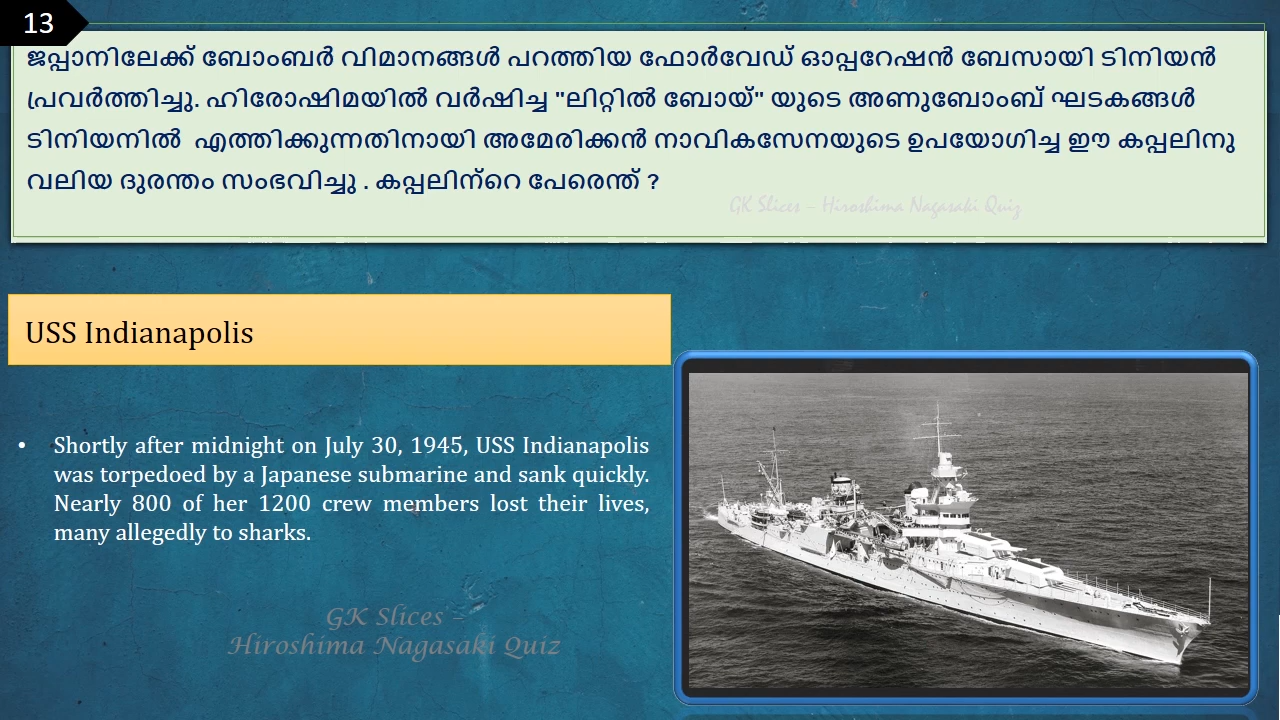 13
ജപ്പാനിലേക്ക് ബോംബർ വിമാനങ്ങൾ പറത്തിയ ഫോർവേഡ് ഓപ്പറേഷൻ ബേസായി ടിനിയൻ
പ്രവർത്തിച്ചു. ഹിരോഷിമയിൽ വർഷിച്ച "ലിറ്റിൽ ബോയ്" യുടെ അണുബോംബ് ഘടകങ്ങൾ
ടിനിയനിൽ എത്തിക്കുന്നതിനായി അമേരിക്കൻ നാവികസേനയുടെ ഉപയോഗിച്ച ഈ കപ്പലിനു
വലിയ ദുരന്തം സംഭവിച്ചു . കപ്പലിന്റെ പേരെന്ത് ?
GK Slices – Hiroshima Nagasaki Quiz
USS Indianapolis
• Shortly after midnight on July 30, 1945, USS Indianapolis
was torpedoed by a Japanese submarine and sank quickly.
Nearly 800 of her 1200 crew members lost their lives,
many allegedly to sharks.
GK Slices –
Hiroshima Nagasaki Quiz